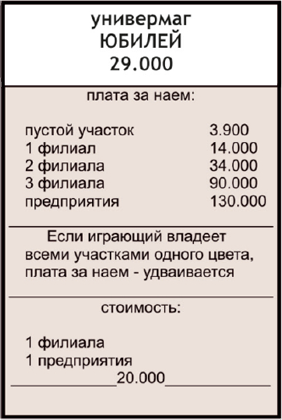 универмаг
ЮБИЛЕЙ
29.000
плата за наем:
пустой участок 3.900
1 филиал 14.000
2 филиала 34.000
3 филиала 90.000
предприятия 130.000
Если играющий владеет
всеми участками одного цвета,
плата за наем - удваивается
стоимость:
1 филиала
1 предприятия
20.000